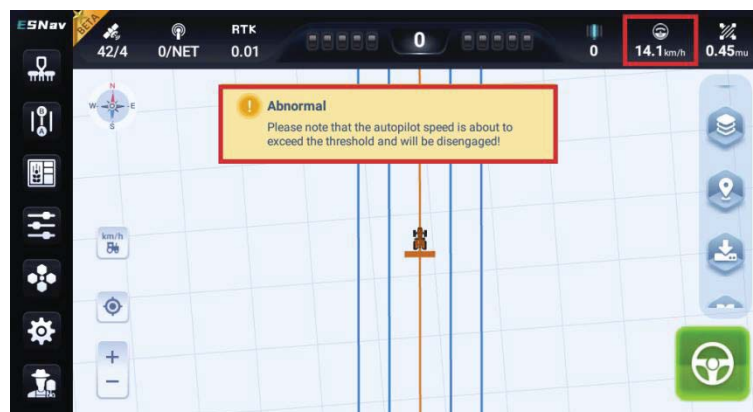 ESNav
BETA
42/4
0/NET
RTK
0.01
0
0
14.1km/h
0.45mu
N
W
E
S
Abnormal
Please note that the autopilot speed is about to
exceed the threshold and will be disengaged!
B
A
km/h
+
−